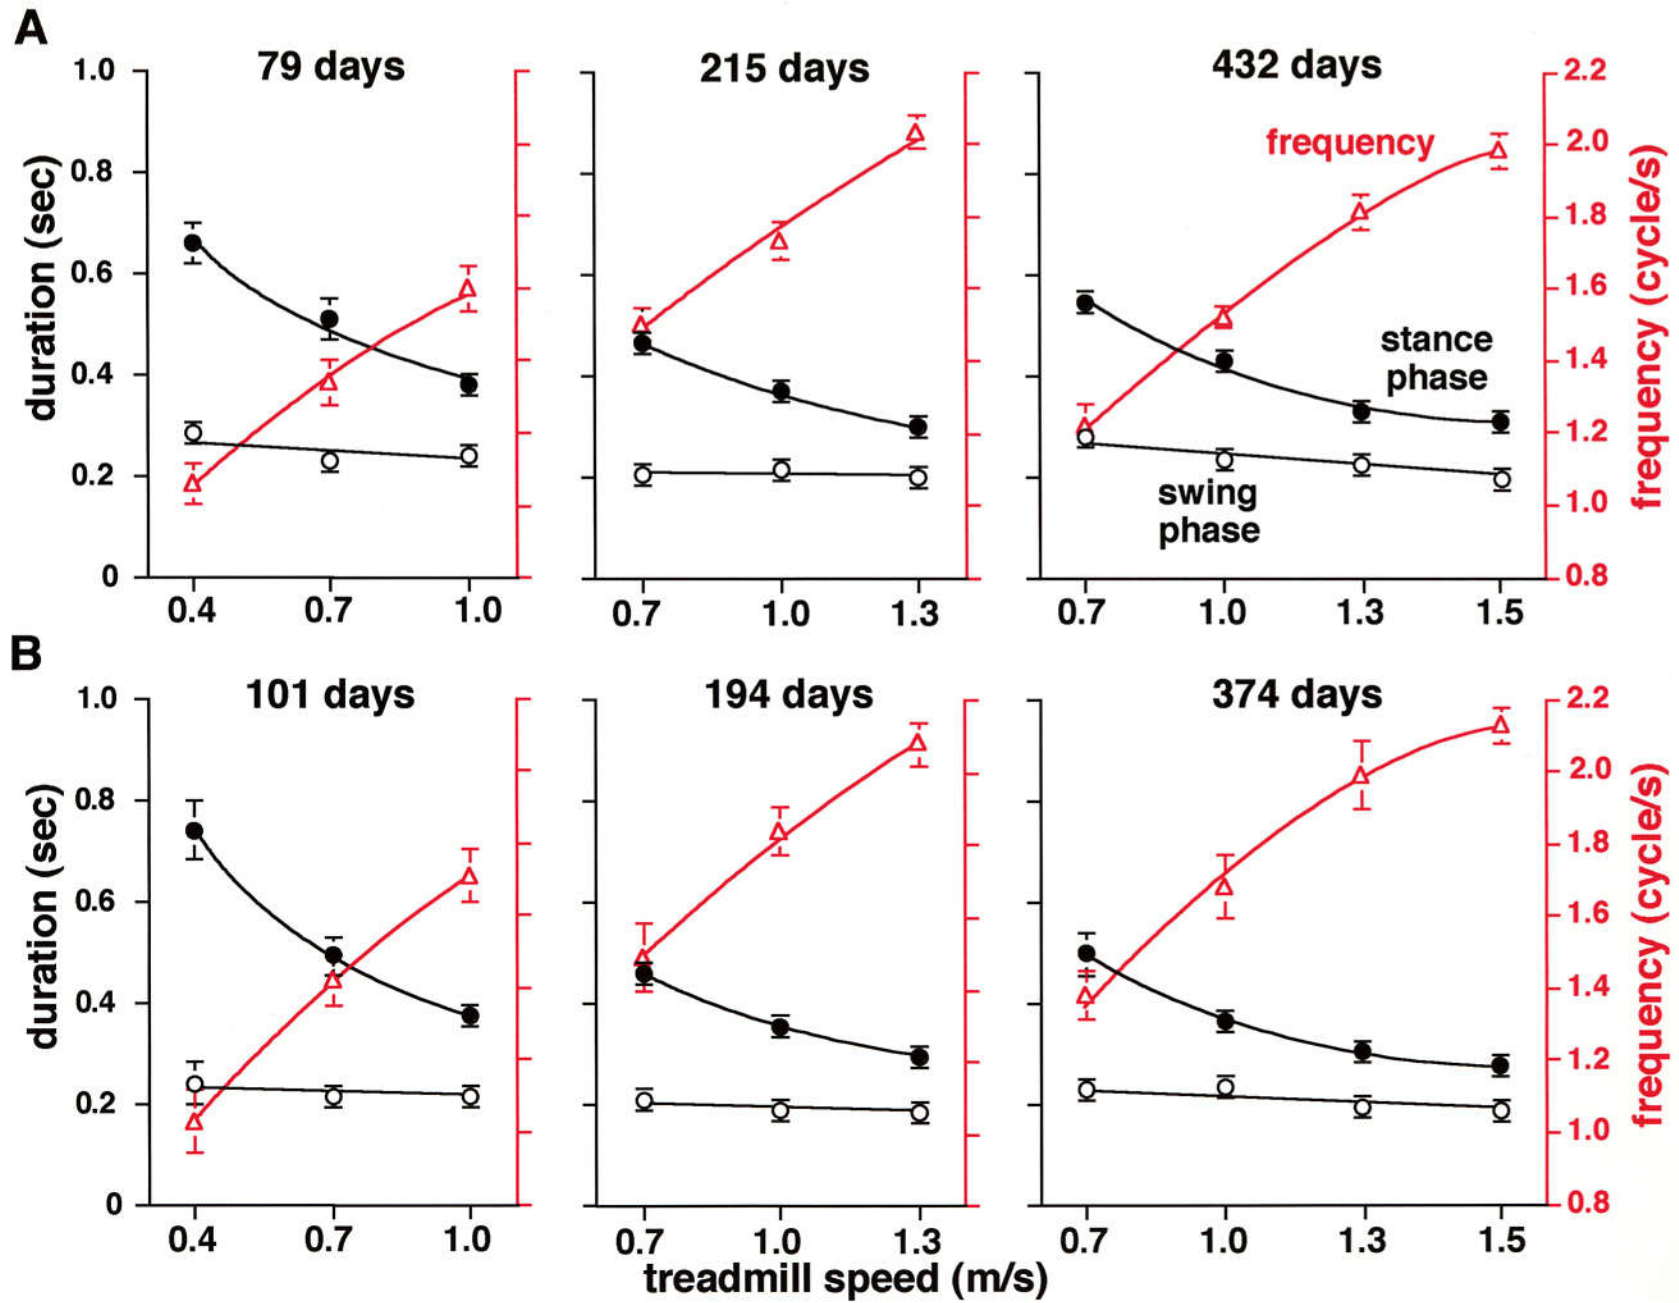 A
79 days
215 days
432 days
1.0
0.8
0.6
0.4
0.2
0
duration (sec)
2.2
2.0
1.8
1.6
1.4
1.2
1.0
0.8
frequency (cycle/s)
frequency
stance
phase
swing
phase
0.4 0.7 1.0
0.7 1.0 1.3
0.7 1.0 1.3 1.5
B
101 days
194 days
374 days
1.0
0.8
0.6
0.4
0.2
0
duration (sec)
2.2
2.0
1.8
1.6
1.4
1.2
1.0
0.8
frequency (cycle/s)
0.4 0.7 1.0
0.7 1.0 1.3
0.7 1.0 1.3 1.5
treadmill speed (m/s)